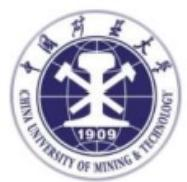 中国矿业大学
1909
CHINA UNIVERSITY OF MINING & TECHNOLOGY